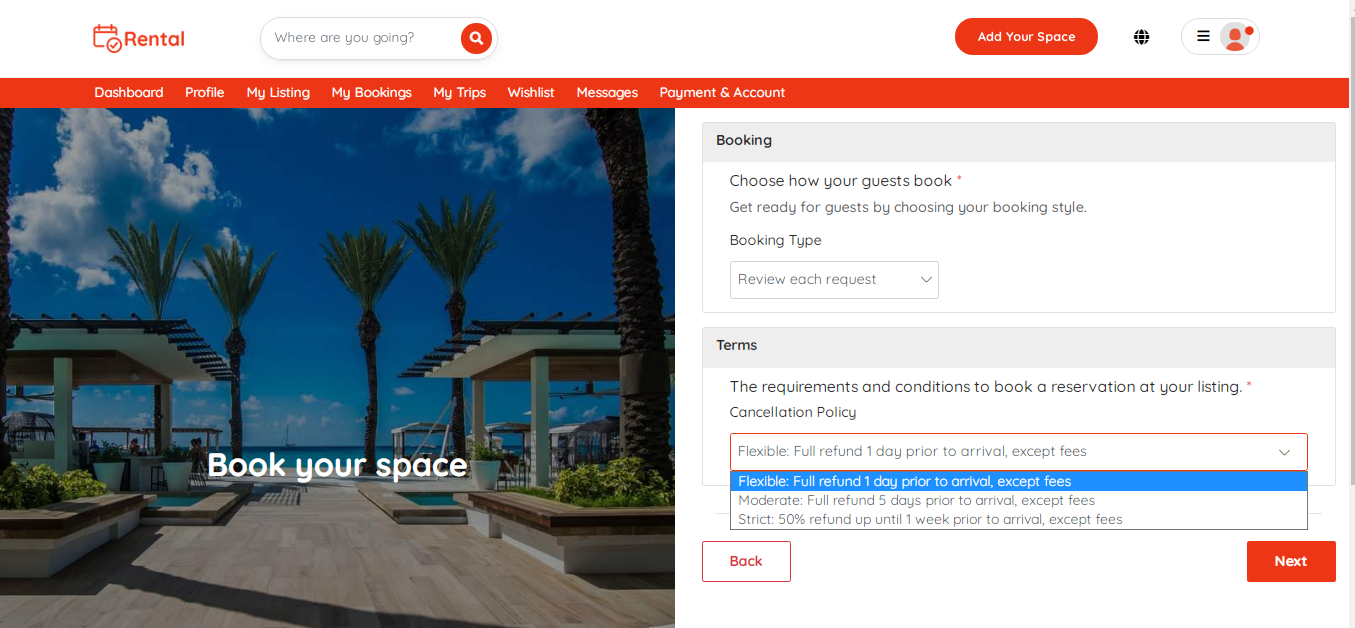 Rental
Where are you going?
Add Your Space
Dashboard Profile My Listing My Bookings My Trips Wishlist Messages Payment & Account
Book your space
Booking
Choose how your guests book *
Get ready for guests by choosing your booking style.
Booking Type
Review each request
Terms
The requirements and conditions to book a reservation at your listing. *
Cancellation Policy
Flexible: Full refund 1 day prior to arrival, except fees
Flexible: Full refund 1 day prior to arrival, except fees
Moderate: Full refund 5 days prior to arrival, except fees
Strict: 50% refund up until 1 week prior to arrival, except fees
Back
Next